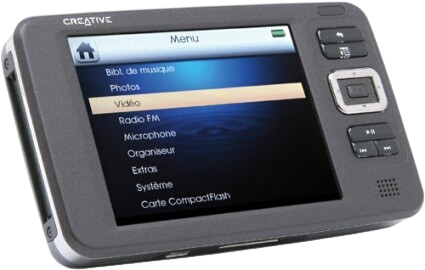 CREATIVE
Menu
Bibl. de musique
Photos
Vidéo
Radio FM
Microphone
Organiseur
Extras
Système
Carte CompactFlash